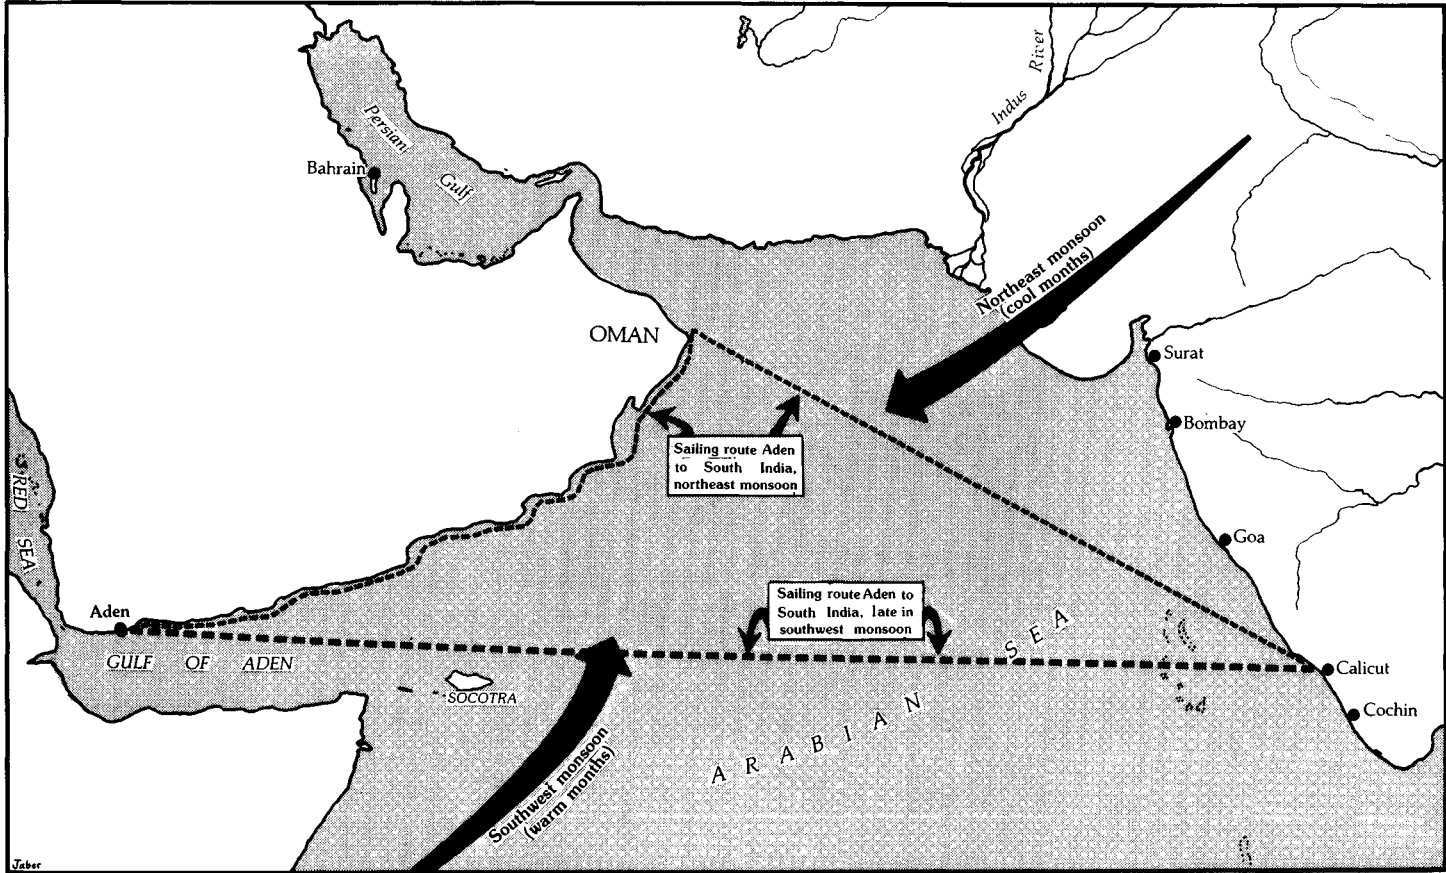 Indus
River
Persian
Gulf
Bahrain
Northeast monsoon
(cool months)
OMAN
Surat
Bombay
Sailing route Aden
to South India,
northeast monsoon
RED
SEA
Goa
Aden
Sailing route Aden to
South India, late in
southwest monsoon
GULF OF ADEN
SOCOTRA
ARABIAN SEA
Calicut
Cochin
Southwest monsoon
(warm months)
Jaber